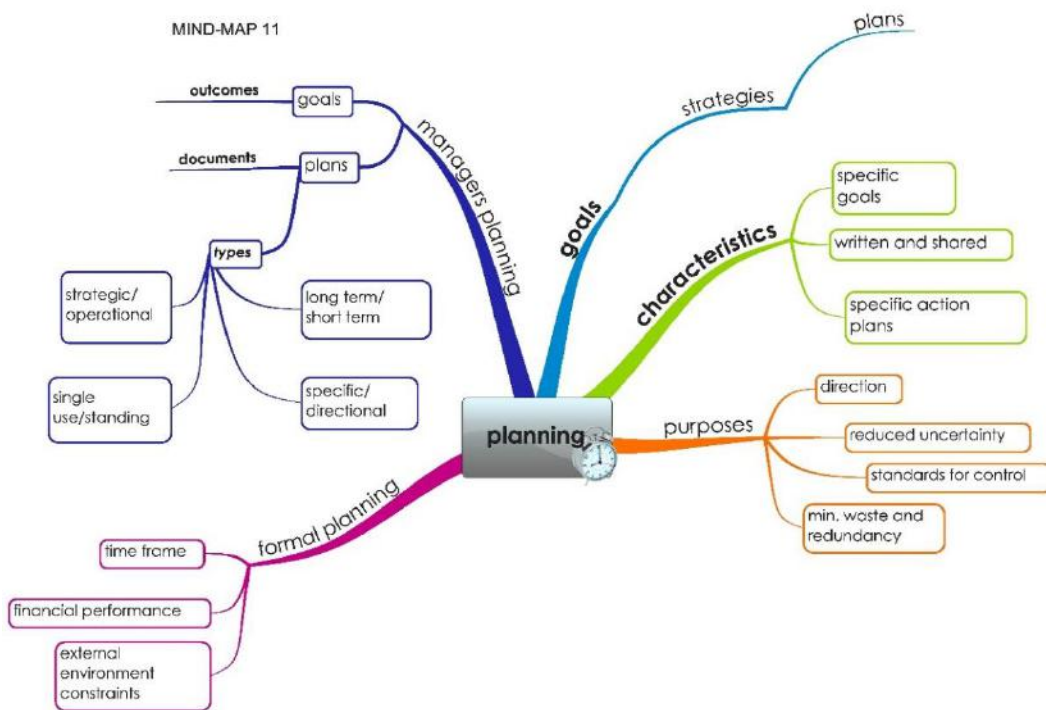 MIND-MAP 11
plans
strategies
goals
outcomes
goals
documents
plans
managers planning
types
strategic/
operational
long term/
short term
single
use/standing
specific/
directional
characteristics
specific
goals
written and shared
specific action
plans
planning
purposes
direction
reduced uncertainty
standards for control
min. waste and
redundancy
formal planning
time frame
financial performance
external
environment
constraints